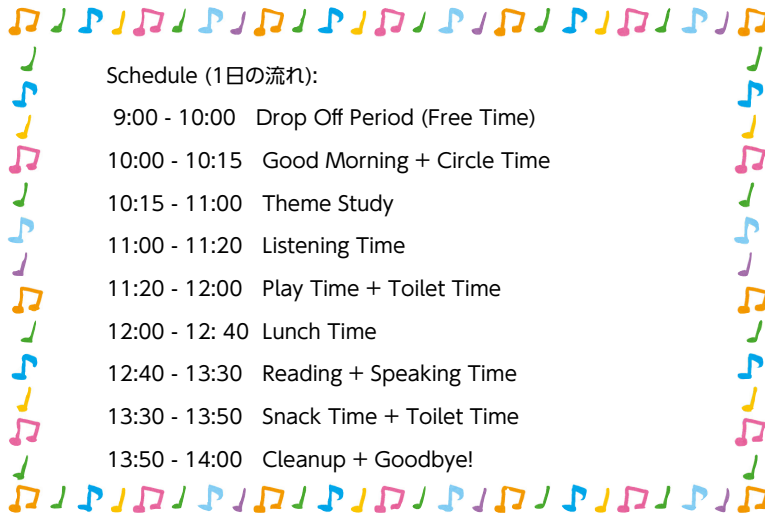 Schedule (1日の流れ):
9:00 - 10:00 Drop Off Period (Free Time)
10:00 - 10:15 Good Morning + Circle Time
10:15 - 11:00 Theme Study
11:00 - 11:20 Listening Time
11:20 - 12:00 Play Time + Toilet Time
12:00 - 12: 40 Lunch Time
12:40 - 13:30 Reading + Speaking Time
13:30 - 13:50 Snack Time + Toilet Time
13:50 - 14:00 Cleanup + Goodbye!